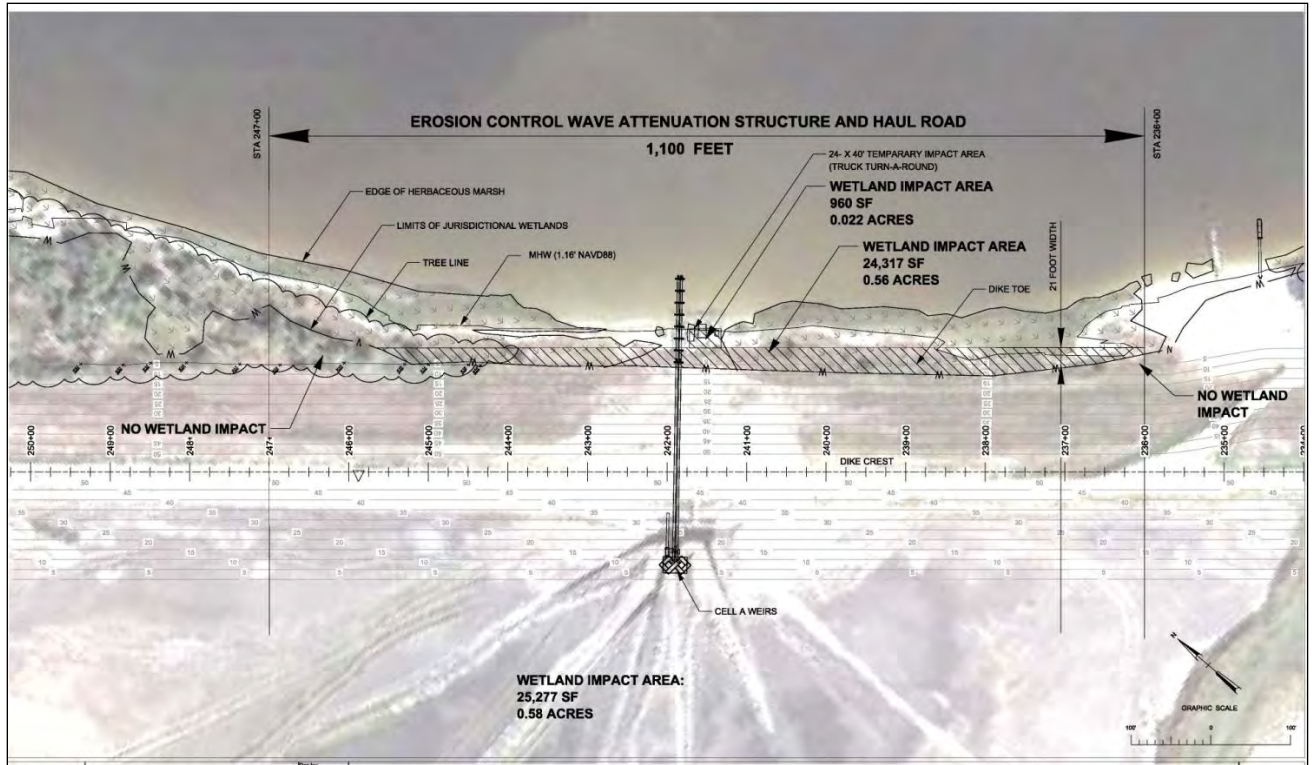 EROSION CONTROL WAVE ATTENUATION STRUCTURE AND HAUL ROAD
1,100 FEET
STA 247+00
STA 236+00
24- X 40' TEMPARARY IMPACT AREA
(TRUCK TURN-A-ROUND)
WETLAND IMPACT AREA
960 SF
0.022 ACRES
EDGE OF HERBACEOUS MARSH
LIMITS OF JURISDICTIONAL WETLANDS
TREE LINE
MHW (1.16' NAVD88)
WETLAND IMPACT AREA
24,317 SF
0.56 ACRES
DIKE TOE
21 FOOT WIDTH
NO WETLAND IMPACT
NO WETLAND
IMPACT
250+00
249+00
248+
247+
246+00
245+00
244+00
243+00
242+00
241+00
240+00
239+00
238+00
237+00
236+00
235+00
DIKE CREST
CELL A WEIRS
WETLAND IMPACT AREA:
25,277 SF
0.58 ACRES
N
GRAPHIC SCALE
100' 0 100'